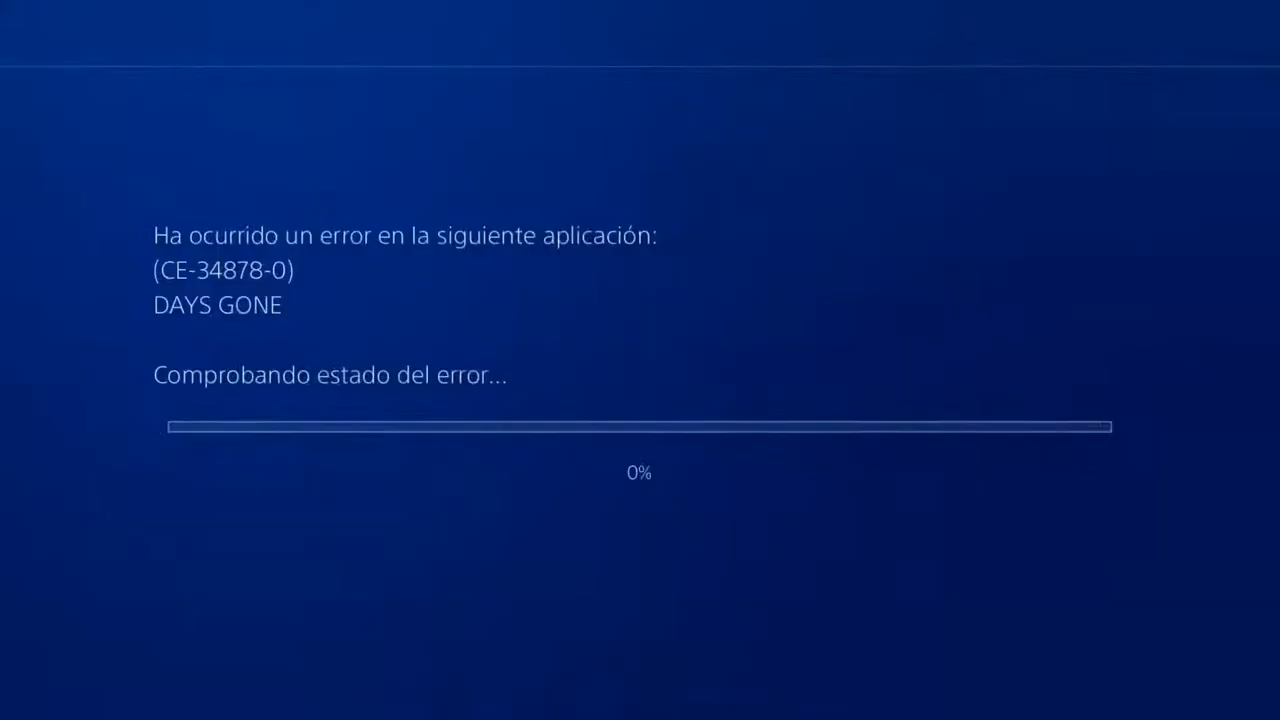 Ha ocurrido un error en la siguiente aplicación:
(CE-34878-0)
DAYS GONE
Comprobando estado del error...
0%